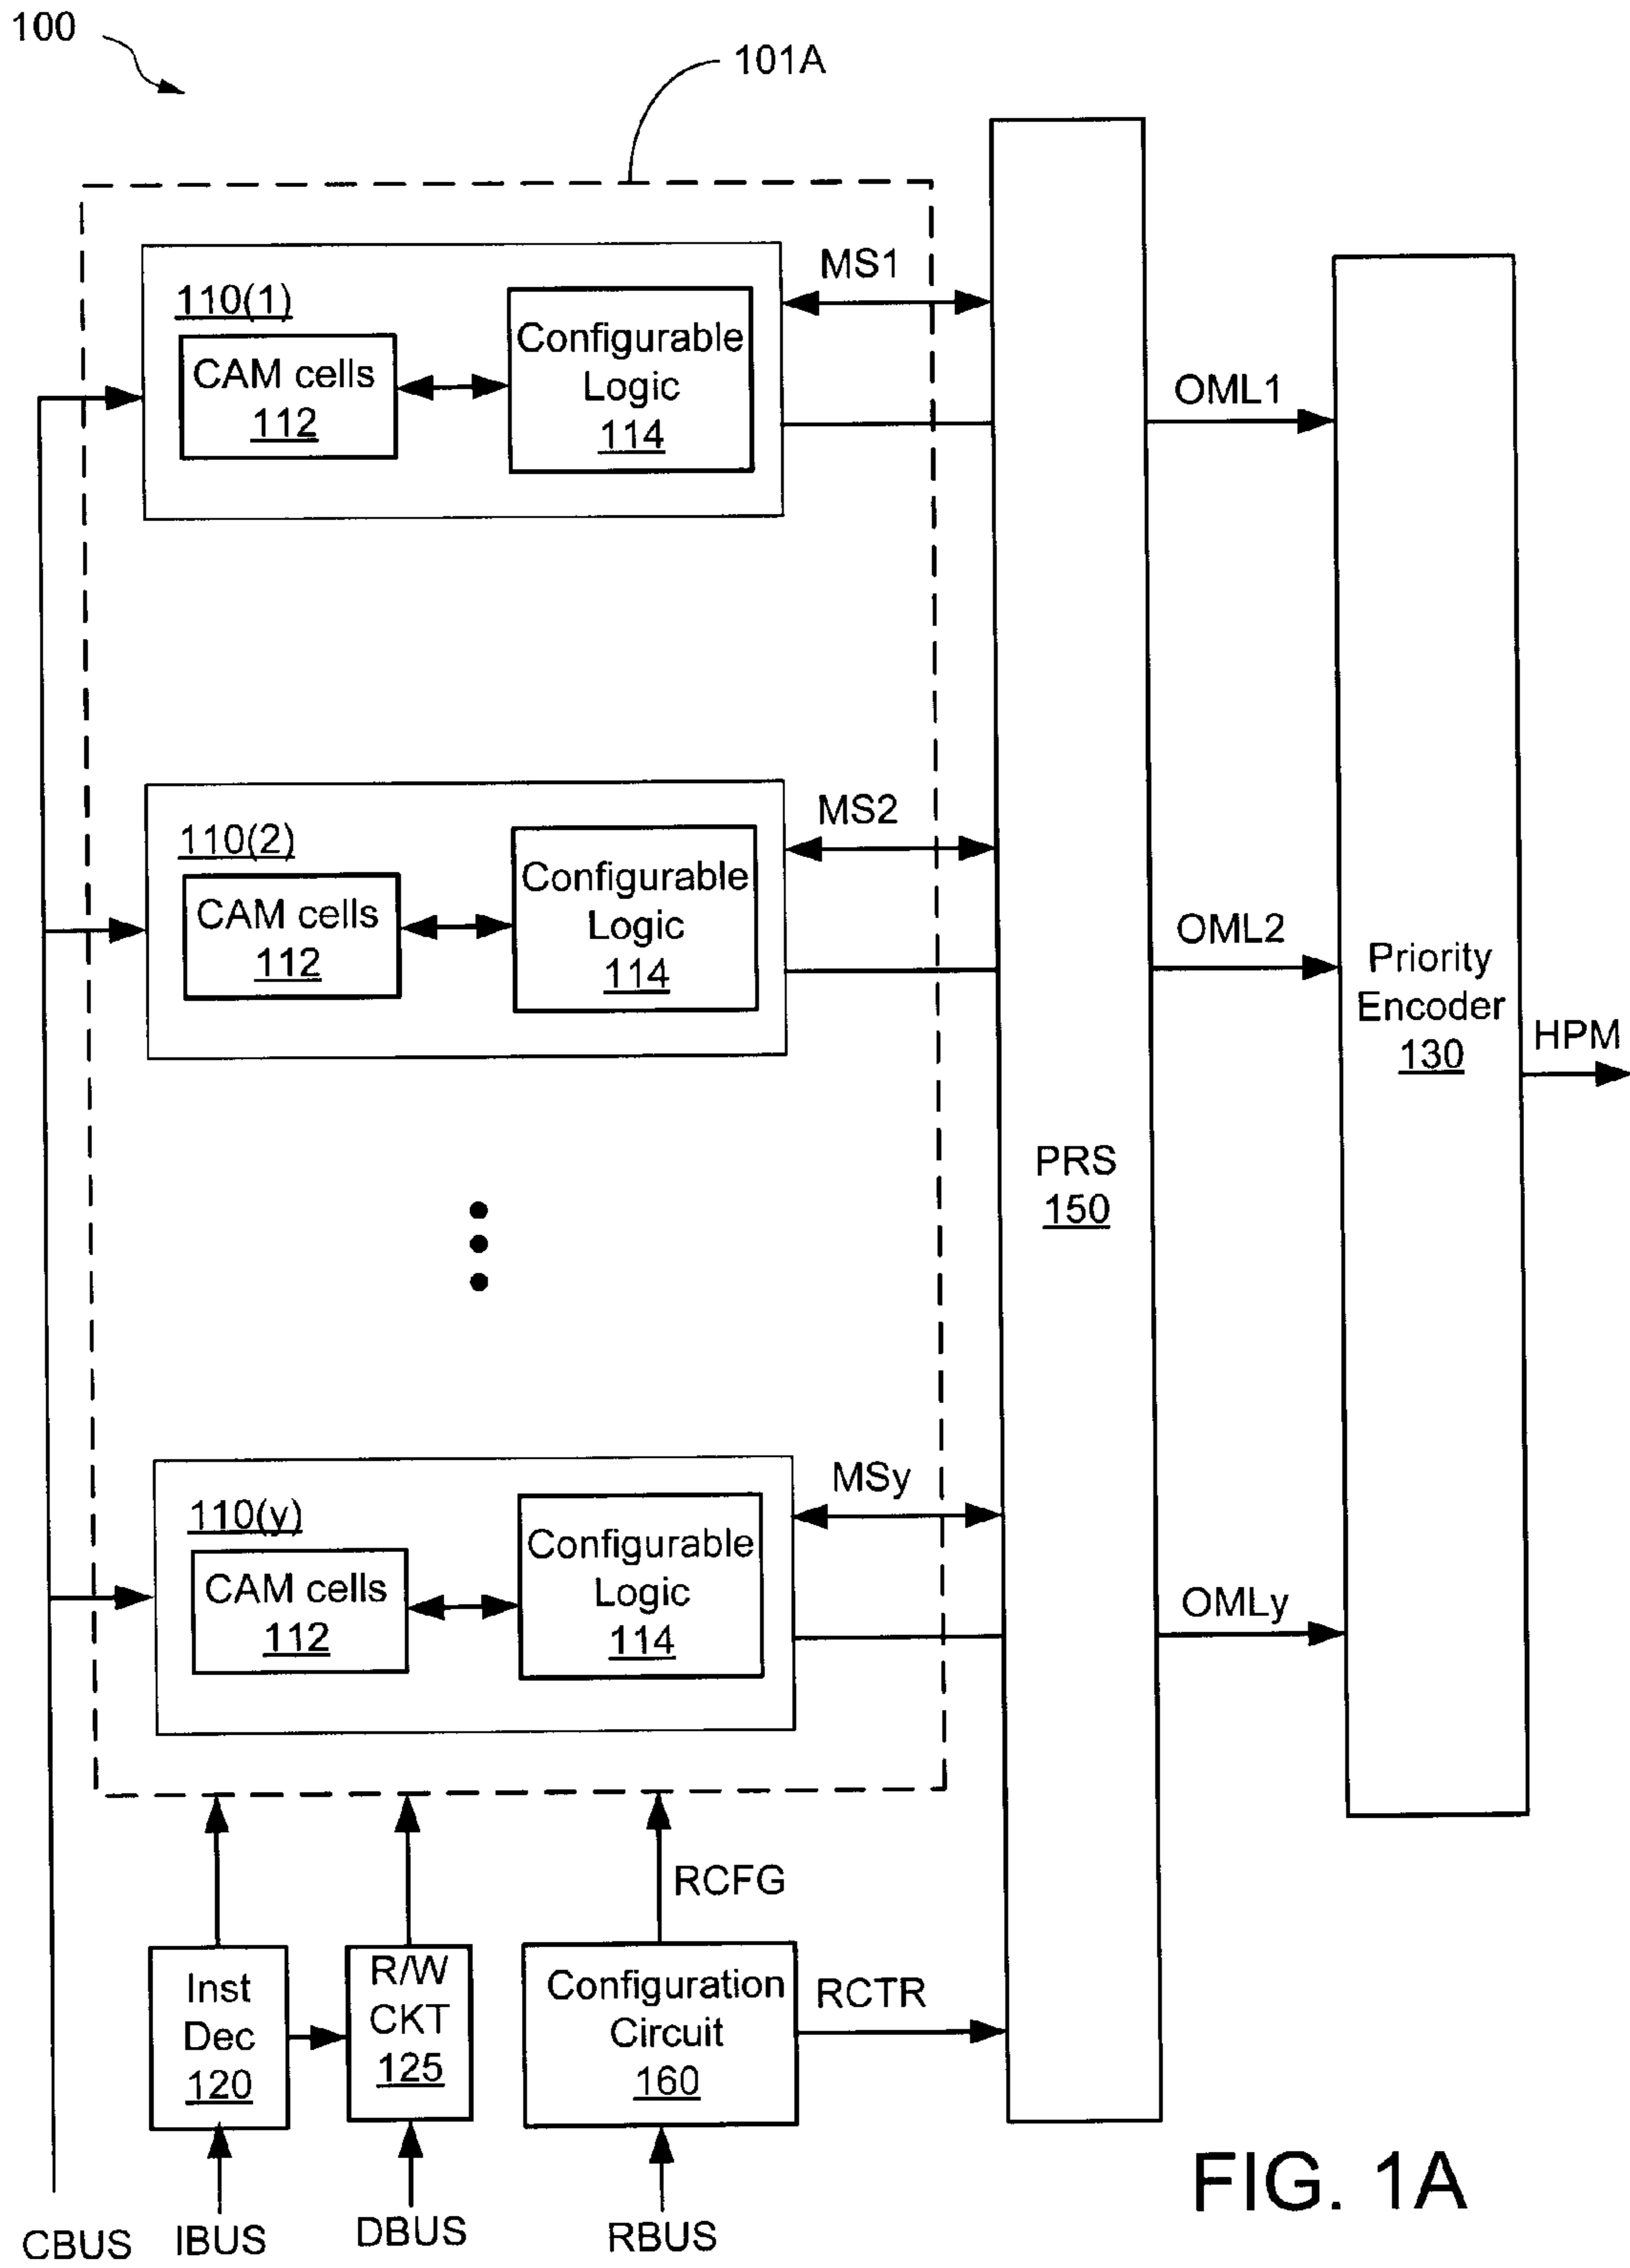 100
101A
110(1)
CAM cells
112
Configurable
Logic
114
MS1
OML1
110(2)
CAM cells
112
Configurable
Logic
114
MS2
OML2
Priority
Encoder
130
HPM
PRS
150
110(y)
CAM cells
112
Configurable
Logic
114
MSy
OMLy
RCFG
Inst
Dec
120
R/W
CKT
125
Configuration
Circuit
160
RCTR
CBUS
IBUS
DBUS
RBUS
FIG. 1A